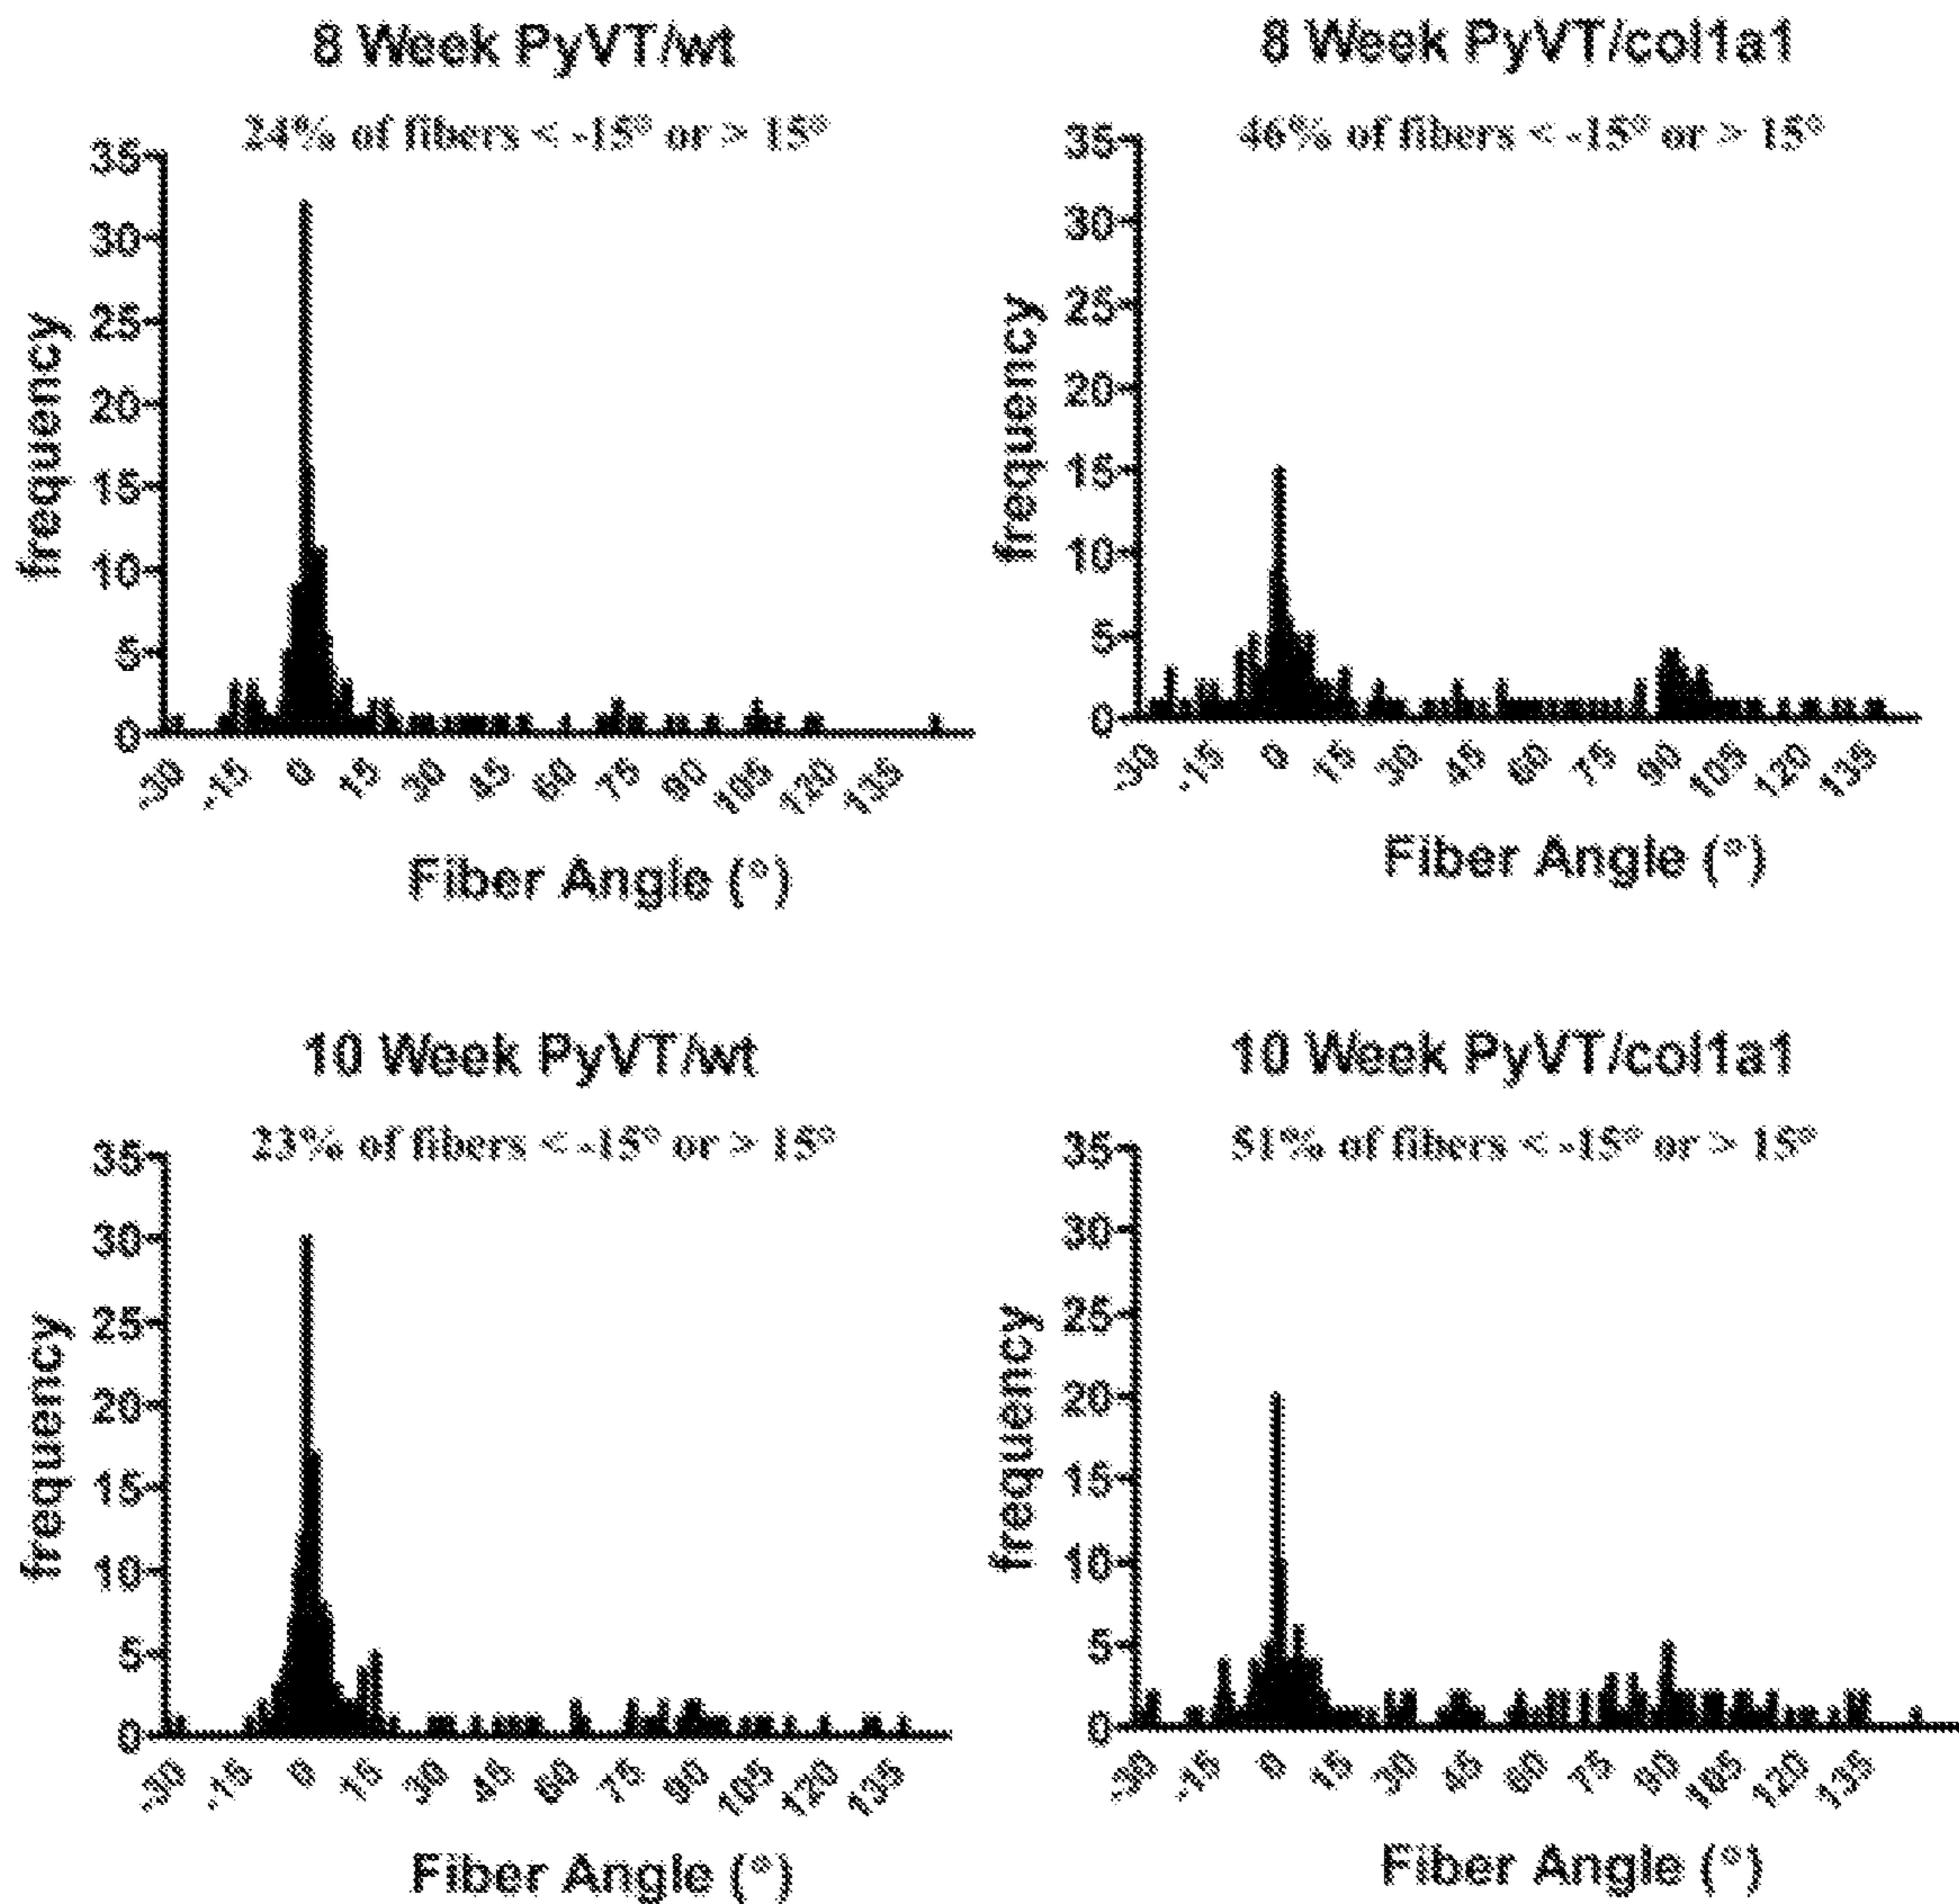 8 Week PyVT/wt
24% of fibers < -15° or > 15°
35
30
25
20
15
10
5
0
frequency
-30 -15 0 15 30 45 60 75 90 105 120 135
Fiber Angle (°)
8 Week PyVT/col1a1
46% of fibers < -15° or > 15°
35
30
25
20
15
10
5
0
frequency
-30 -15 0 15 30 45 60 75 90 105 120 135
Fiber Angle (°)
10 Week PyVT/wt
23% of fibers < -15° or > 15°
35
30
25
20
15
10
5
0
frequency
-30 -15 0 15 30 45 60 75 90 105 120 135
Fiber Angle (°)
10 Week PyVT/col1a1
51% of fibers < -15° or > 15°
35
30
25
20
15
10
5
0
frequency
-30 -15 0 15 30 45 60 75 90 105 120 135
Fiber Angle (°)